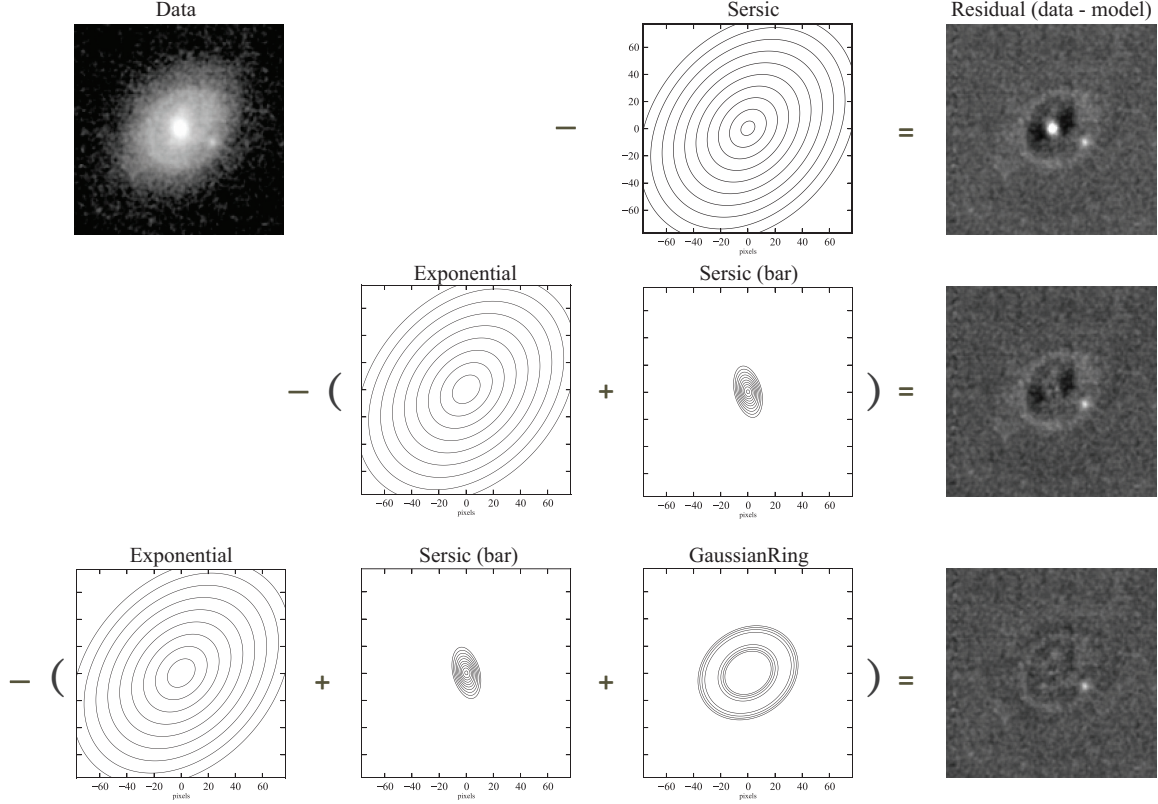 Data
Sersic
Residual (data - model)
60
40
20
0
−20
−40
−60
−60 −40 −20 0 20 40 60
pixels
− =
Exponential
Sersic (bar)
− ( + ) =
−60 −40 −20 0 20 40 60
pixels
−60 −40 −20 0 20 40 60
pixels
Exponential
Sersic (bar)
GaussianRing
− ( + + ) =
−60 −40 −20 0 20 40 60
pixels
−60 −40 −20 0 20 40 60
pixels
−60 −40 −20 0 20 40 60
pixels